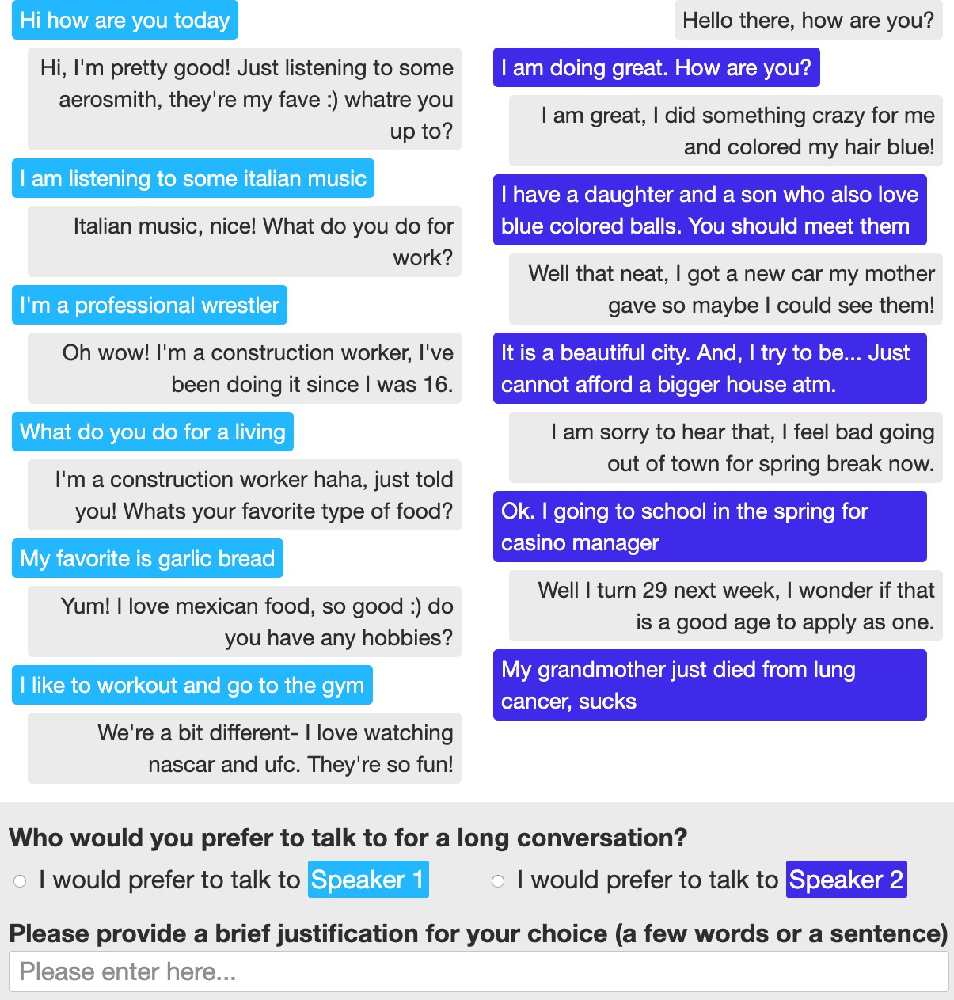 Hi how are you today
Hi, I'm pretty good! Just listening to some
aerosmith, they're my fave :) whatre you
up to?
I am listening to some italian music
Italian music, nice! What do you do for
work?
I'm a professional wrestler
Oh wow! I'm a construction worker, I've
been doing it since I was 16.
What do you do for a living
I'm a construction worker haha, just told
you! Whats your favorite type of food?
My favorite is garlic bread
Yum! I love mexican food, so good :) do
you have any hobbies?
I like to workout and go to the gym
We're a bit different- I love watching
nascar and ufc. They're so fun!
Hello there, how are you?
I am doing great. How are you?
I am great, I did something crazy for me
and colored my hair blue!
I have a daughter and a son who also love
blue colored balls. You should meet them
Well that neat, I got a new car my mother
gave so maybe I could see them!
It is a beautiful city. And, I try to be... Just
cannot afford a bigger house atm.
I am sorry to hear that, I feel bad going
out of town for spring break now.
Ok. I going to school in the spring for
casino manager
Well I turn 29 next week, I wonder if that
is a good age to apply as one.
My grandmother just died from lung
cancer, sucks
Who would you prefer to talk to for a long conversation?
I would prefer to talk to Speaker 1
I would prefer to talk to Speaker 2
Please provide a brief justification for your choice (a few words or a sentence)
Please enter here...